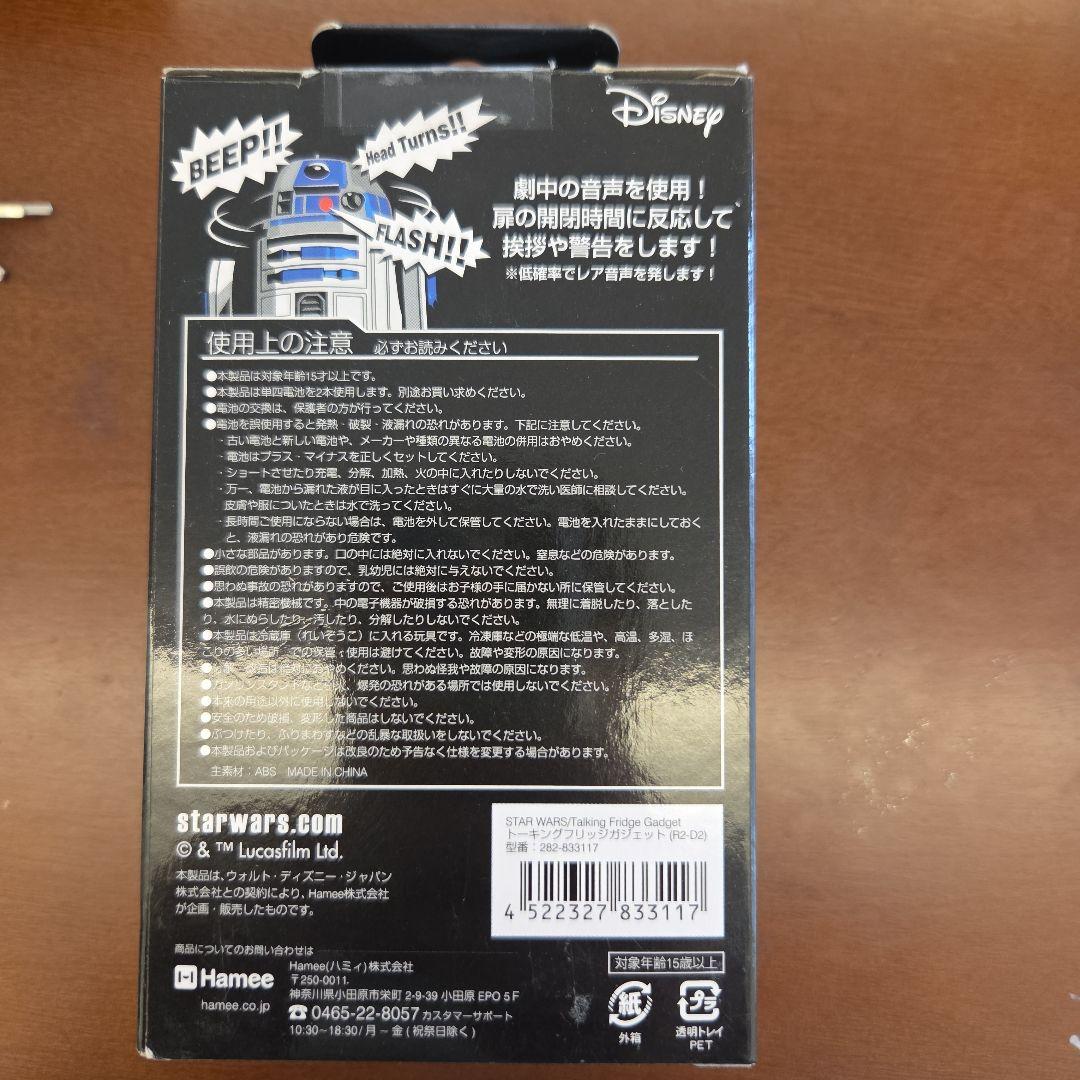 BEEP!!
Head Turns!!
FLASH!!
Disney
劇中の音声を使用！
扉の開閉時間に反応して
挨拶や警告をします！
※低確率でレア音声を発します！
使用上の注意 必ずお読みください
●本製品は対象年齢15才以上です。
●本製品は単四電池を2本使用します。別途お買い求めください。
●電池の交換は、保護者の方が行ってください。
●電池を誤使用すると発熱・破裂・液漏れの恐れがあります。下記に注意してください。
・古い電池と新しい電池や、メーカーや種類の異なる電池の併用はおやめください。
・電池はプラス・マイナスを正しくセットしてください。
・ショートさせたり充電、分解、加熱、火の中に入れたりしないでください。
・万一、電池から漏れた液が目に入ったときはすぐに大量の水で洗い医師に相談してください。
皮膚や服についたときは水で洗ってください。
・長時間ご使用にならない場合は、電池を外して保管してください。電池を入れたままにしておく
と、液漏れの恐れがあり危険です。
●小さな部品があります。口の中には絶対に入れないでください。窒息などの危険があります。
●誤飲の危険がありますので、乳幼児には絶対に与えないでください。
●思わぬ事故の恐れがありますので、ご使用後はお子様の手に届かない所に保管してください。
●本製品は精密機械です。中の電子機器が破損する恐れがあります。無理に着脱したり、落とした
り、水にぬらしたり、汚したり、分解したりしないでください。
●本製品は冷蔵庫（れいぞうこ）に入れる玩具です。冷凍庫などの極端な低温や、高温、多湿、ほ
こりの多い場所での保管・使用は避けてください。故障や変形の原因になります。
改造は絶対におやめください。思わぬ怪我や故障の原因になります。
●ガソリンスタンドなど引火、爆発の恐れがある場所では使用しないでください。
●本来の用途以外に使用しないでください。
●安全のため破損、変形した商品はしないでください。
●ぶつけたり、ふりまわすなどの乱暴な取扱いをしないでください。
●本製品およびパッケージは改良のため予告なく仕様を変更する場合があります。
主素材：ABS MADE IN CHINA
starwars.com
© & ™ Lucasfilm Ltd.
本製品は、ウォルト・ディズニー・ジャパン
株式会社との契約により、Hamee株式会社
が企画・販売したものです。
STAR WARS/Talking Fridge Gadget
トーキングフリッジガジェット (R2-D2)
型番：282-833117
4 522327 833117
商品についてのお問い合わせは
Hamee
hamee.co.jp
Hamee(ハミィ)株式会社
〒250-0011
神奈川県小田原市栄町 2-9-39 小田原 EPO 5 F
☎ 0465-22-8057 カスタマーサポート
10:30~18:30/月～金 ( 祝祭日除く )
対象年齢15歳以上
紙
外箱
プラ
透明トレイ
PET